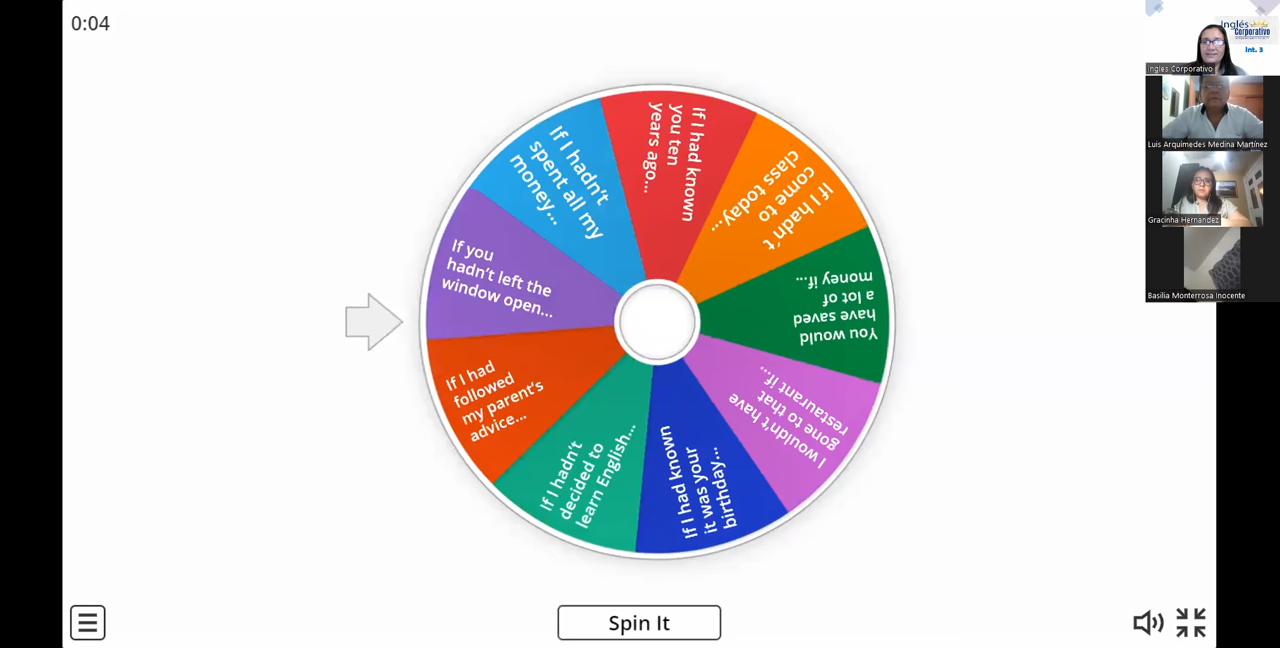 0:04
If I had known
you ten
years ago...
If I hadn't
come to
class today...
You would
have saved
a lot of
money if...
I wouldn't have
gone to that
restaurant if...
If I had known
it was your
birthday...
If I hadn't
decided to
learn English...
If I had
followed
my parent's
advice...
If you
hadn't left the
window open...
If I hadn't
spent all my
money...
Spin It
Inglés
Corporativo
Int. 3
Ingles Corporativo
Luis Arquímedes Medina Martínez
Gracinha Hernandez
Basilia Monterrosa Inocente